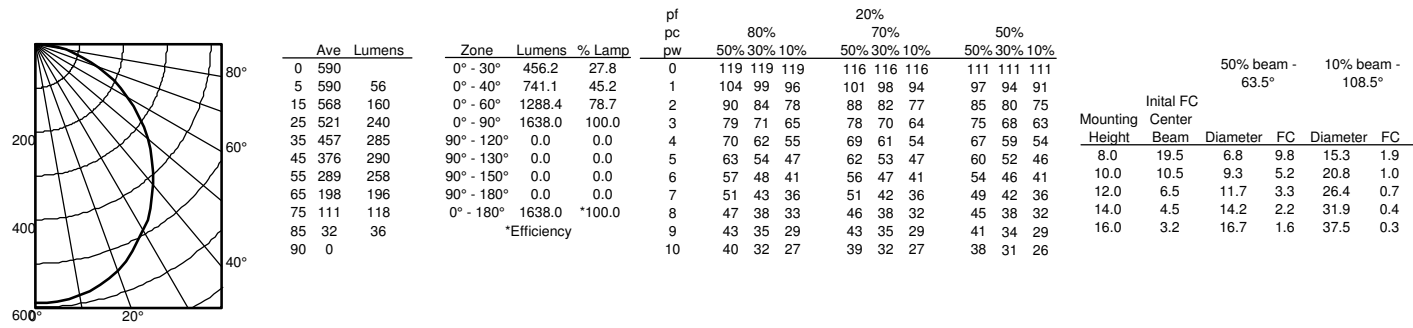 80°
60°
40°
20°
200
400
600
0°
Ave Lumens
0 590
5 590 56
15 568 160
25 521 240
35 457 285
45 376 290
55 289 258
65 198 196
75 111 118
85 32 36
90 0
Zone Lumens % Lamp
0° - 30° 456.2 27.8
0° - 40° 741.1 45.2
0° - 60° 1288.4 78.7
0° - 90° 1638.0 100.0
90° - 120° 0.0 0.0
90° - 130° 0.0 0.0
90° - 150° 0.0 0.0
90° - 180° 0.0 0.0
0° - 180° 1638.0 *100.0
*Efficiency
pf 20%
pc 80% 70% 50%
pw 50% 30% 10% 50% 30% 10% 50% 30% 10%
0 119 119 119 116 116 116 111 111 111
1 104 99 96 101 98 94 97 94 91
2 90 84 78 88 82 77 85 80 75
3 79 71 65 78 70 64 75 68 63
4 70 62 55 69 61 54 67 59 54
5 63 54 47 62 53 47 60 52 46
6 57 48 41 56 47 41 54 46 41
7 51 43 36 51 42 36 49 42 36
8 47 38 33 46 38 32 45 38 32
9 43 35 29 43 35 29 41 34 29
10 40 32 27 39 32 27 38 31 26
50% beam - 10% beam -
63.5° 108.5°
Inital FC
Mounting Center
Height Beam Diameter FC Diameter FC
8.0 19.5 6.8 9.8 15.3 1.9
10.0 10.5 9.3 5.2 20.8 1.0
12.0 6.5 11.7 3.3 26.4 0.7
14.0 4.5 14.2 2.2 31.9 0.4
16.0 3.2 16.7 1.6 37.5 0.3